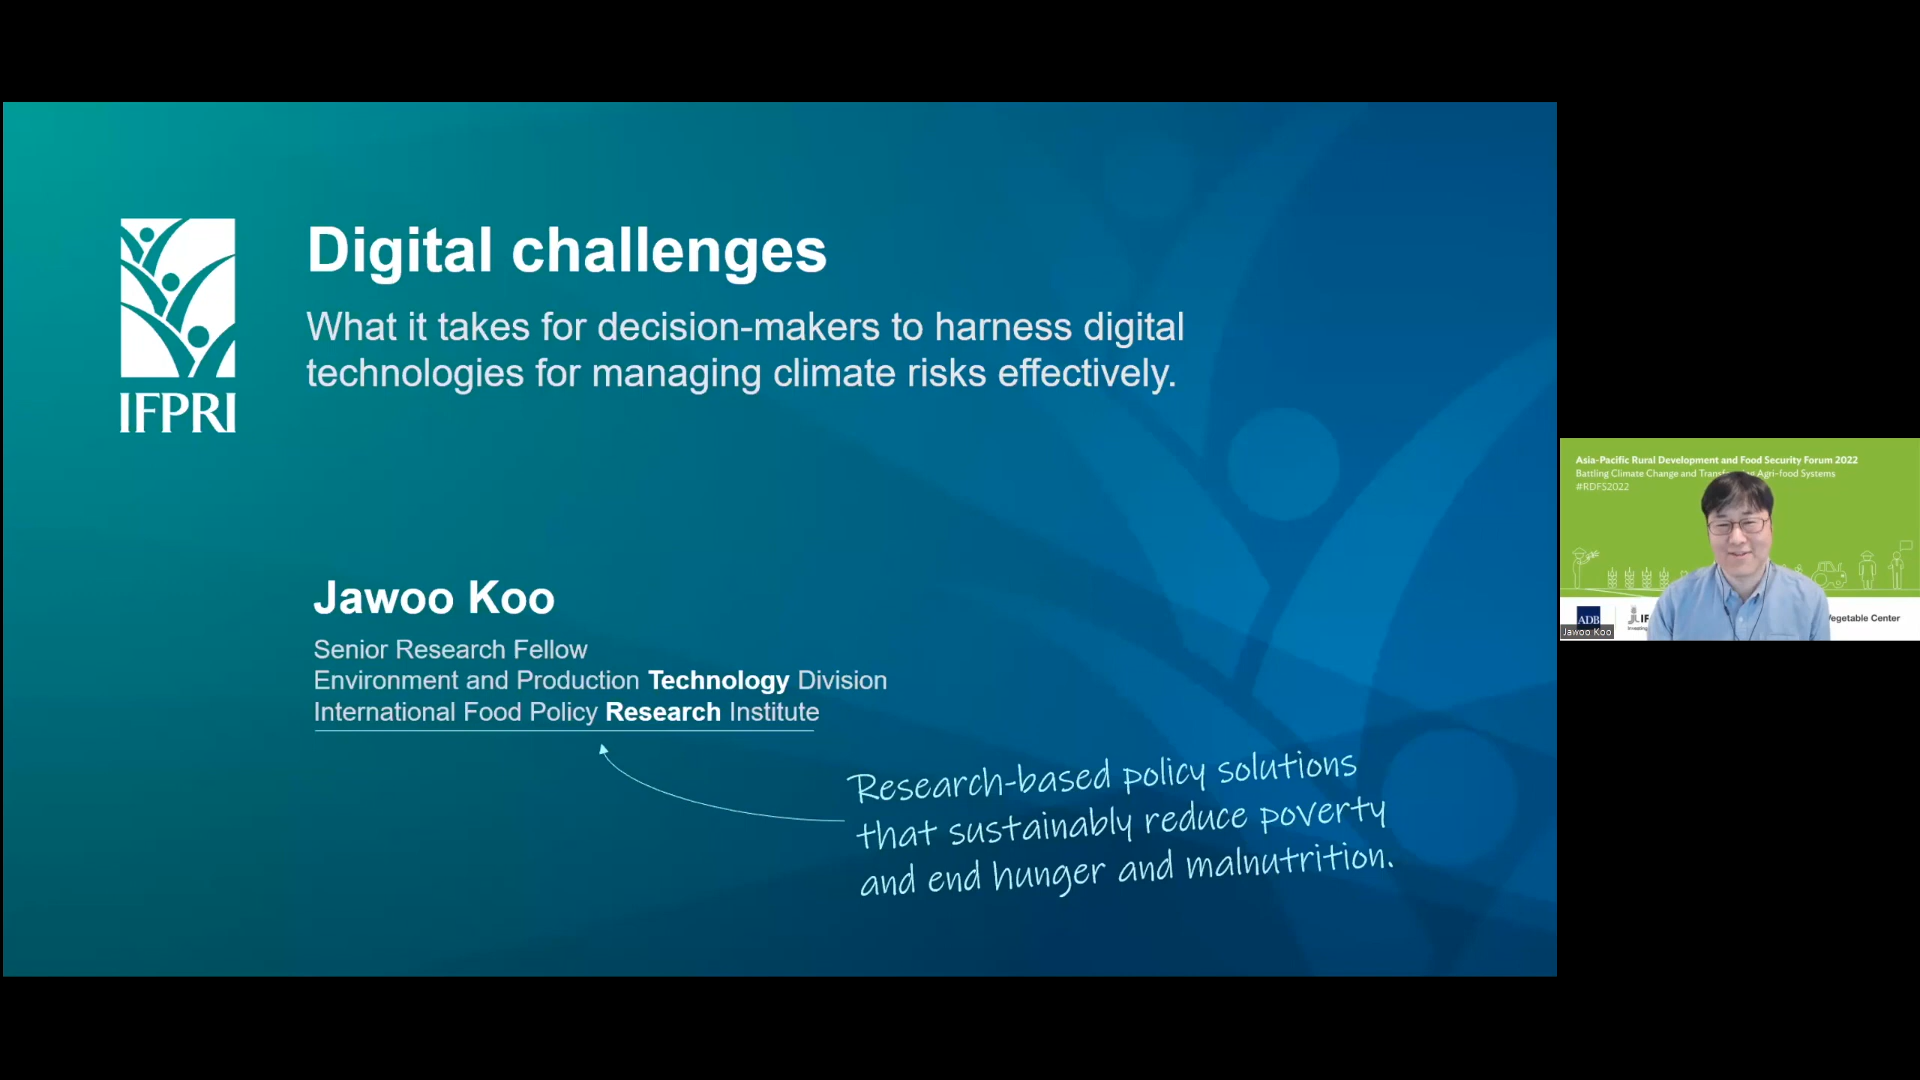 IFPRI
Digital challenges
What it takes for decision-makers to harness digital
technologies for managing climate risks effectively.
Jawoo Koo
Senior Research Fellow
Environment and Production Technology Division
International Food Policy Research Institute
Research-based policy solutions
that sustainably reduce poverty
and end hunger and malnutrition.
Asia-Pacific Rural Development and Food Security Forum 2022
Battling Climate Change and Agri-food Systems
#RDFS2022
ADB
Vegetable Center
Jawoo Koo